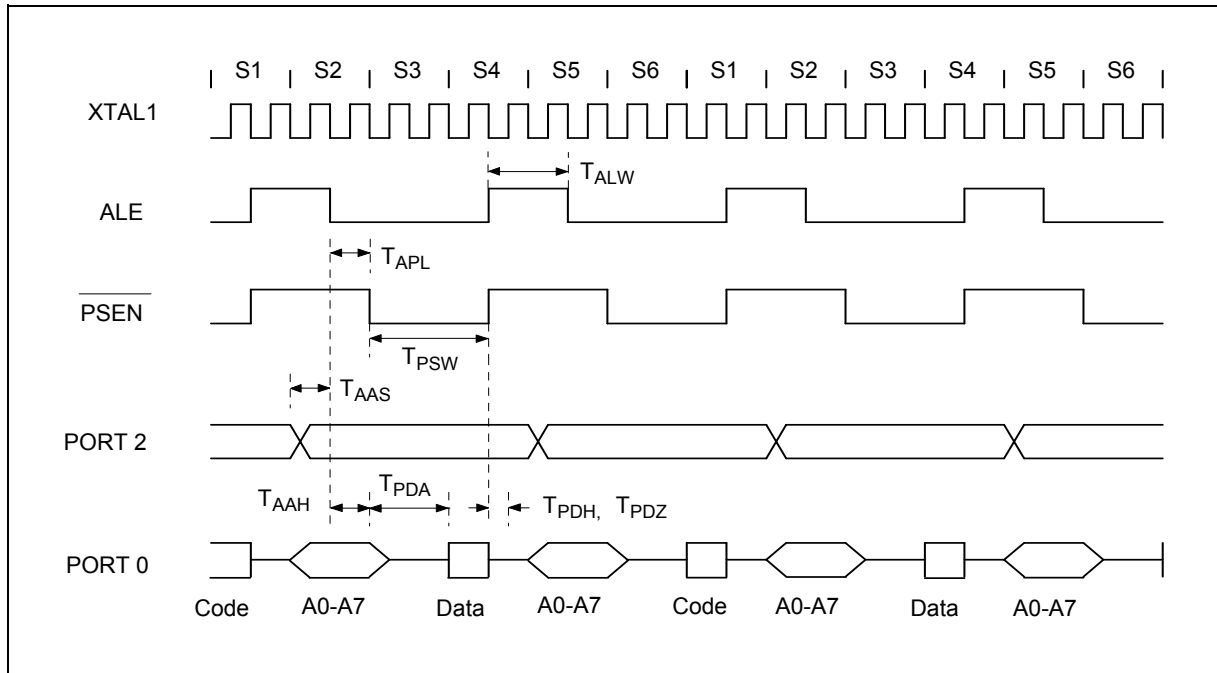 S1 S2 S3 S4 S5 S6 S1 S2 S3 S4 S5 S6
XTAL1
TALW
ALE
TAPL
PSEN
TPSW
TAAS
PORT 2
TAAH TPDA TPDH, TPDZ
PORT 0
Code A0-A7 Data A0-A7 Code A0-A7 Data A0-A7